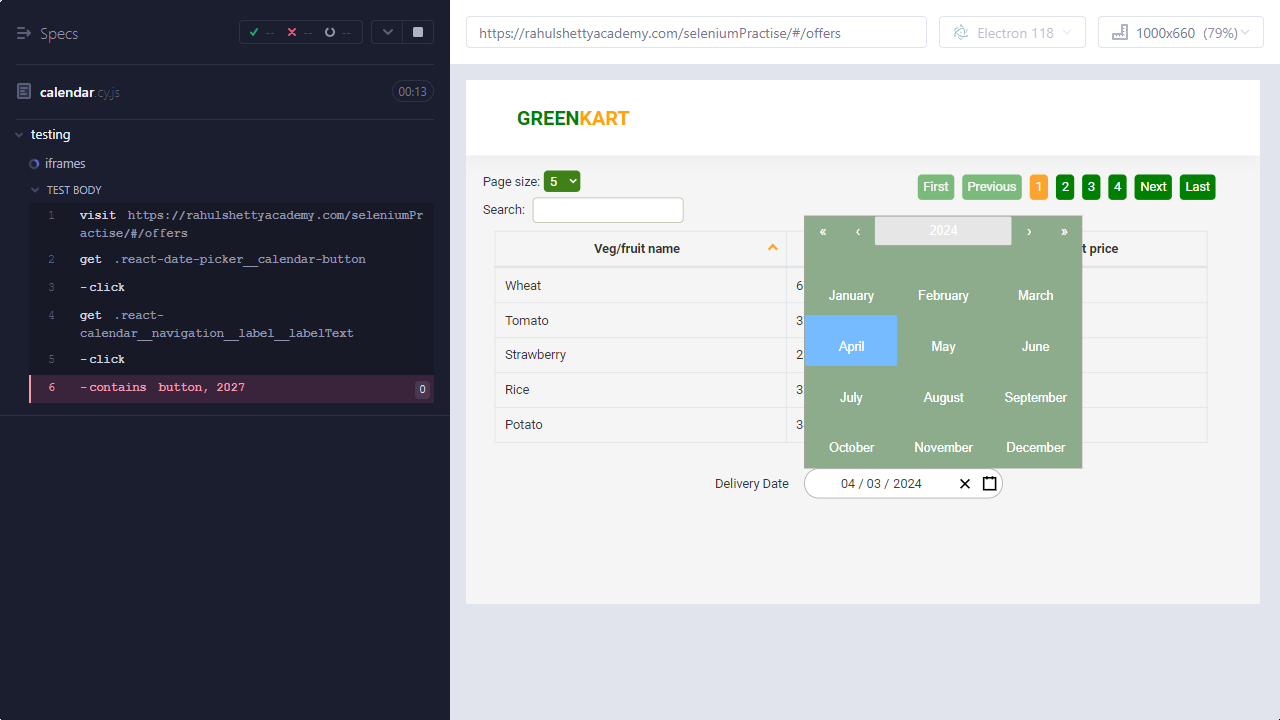 Specs
-- -- --
calendar.cy.js
00:13
testing
iframes
TEST BODY
1 visit https://rahulshettyacademy.com/seleniumPr
actise/#/offers
2 get .react-date-picker__calendar-button
3 -click
4 get .react-
calendar__navigation__label__labelText
5 -click
6 -contains button, 2027 0
https://rahulshettyacademy.com/seleniumPractise/#/offers
Electron 118
1000x660 (79%)
GREENKART
Page size: 5
First Previous 1 2 3 4 Next Last
Search:
« ‹ 2024 › »
Veg/fruit name
t price
January February March
April May June
July August September
October November December
Wheat 6
Tomato 3
Strawberry 2
Rice 3
Potato 3
Delivery Date 04 / 03 / 2024